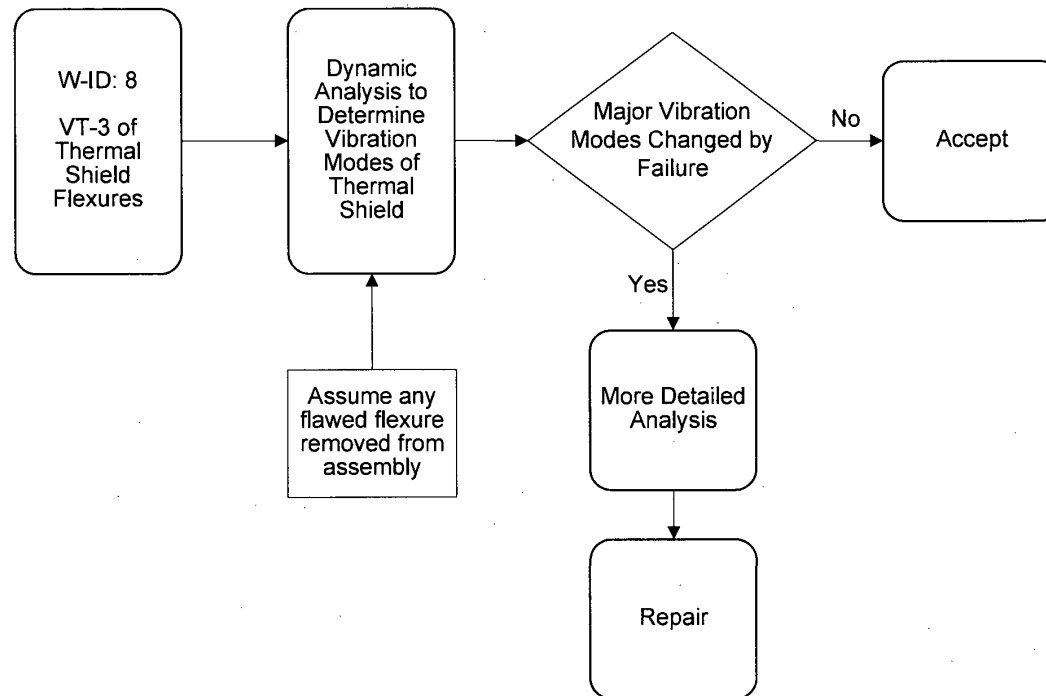 W-ID: 8
VT-3 of
Thermal
Shield
Flexures
Dynamic
Analysis to
Determine
Vibration
Modes of
Thermal
Shield
Assume any
flawed flexure
removed from
assembly
Major Vibration
Modes Changed by
Failure
No
Accept
Yes
More Detailed
Analysis
Repair